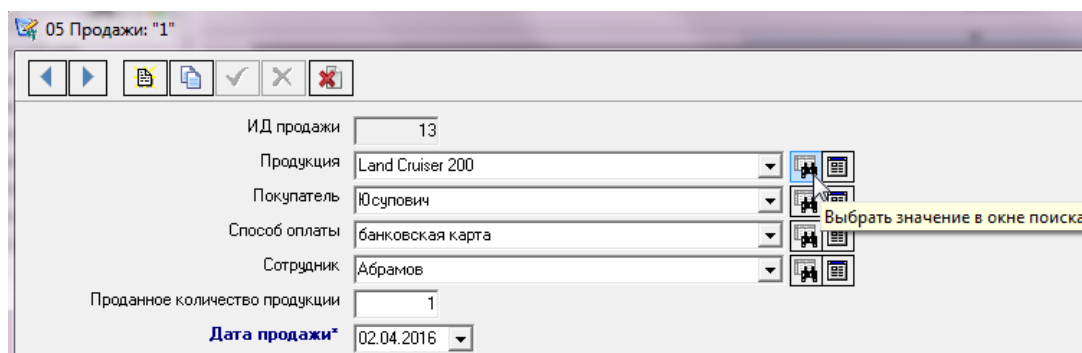 05 Продажи: "1"
ИД продажи 13
Продукция Land Cruiser 200
Покупатель Юсупович
Выбрать значение в окне поиска
Способ оплаты банковская карта
Сотрудник Абрамов
Проданное количество продукции 1
Дата продажи* 02.04.2016